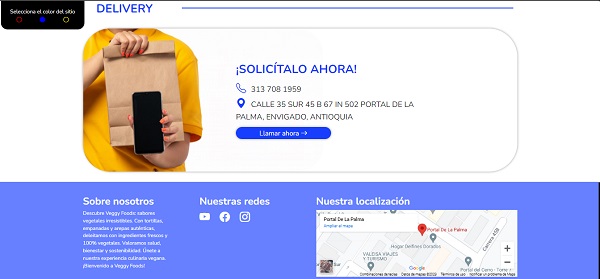 Selecciona el color del sitio
DELIVERY
¡SOLICÍTALO AHORA!
313 708 1959
CALLE 35 SUR 45 B 67 IN 502 PORTAL DE LA
PALMA, ENVIGADO, ANTIOQUIA
Llamar ahora →
Sobre nosotros
Descubre Veggy Foods: sabores
vegetales irresistibles. Con tortillas,
empanadas y arepas auténticas,
deleitamos con ingredientes frescos y
100% vegetales. Valoramos salud,
bienestar y sostenibilidad. Únete a
nuestra experiencia culinaria vegana.
¡Bienvenido a Veggy Foods!
Nuestras redes
Nuestra localización
Portal De La Palma
Ampliar el mapa
Portal De La Palma
Hogar Delfines Dorados
Carrera 45B
VALEISA VIAJES
Y TURISMO
Google
Portal del Cerro - Torre
Combinaciones de teclas
Datos de mapas ©2023
Términos de uso
Notificar un problema de Maps